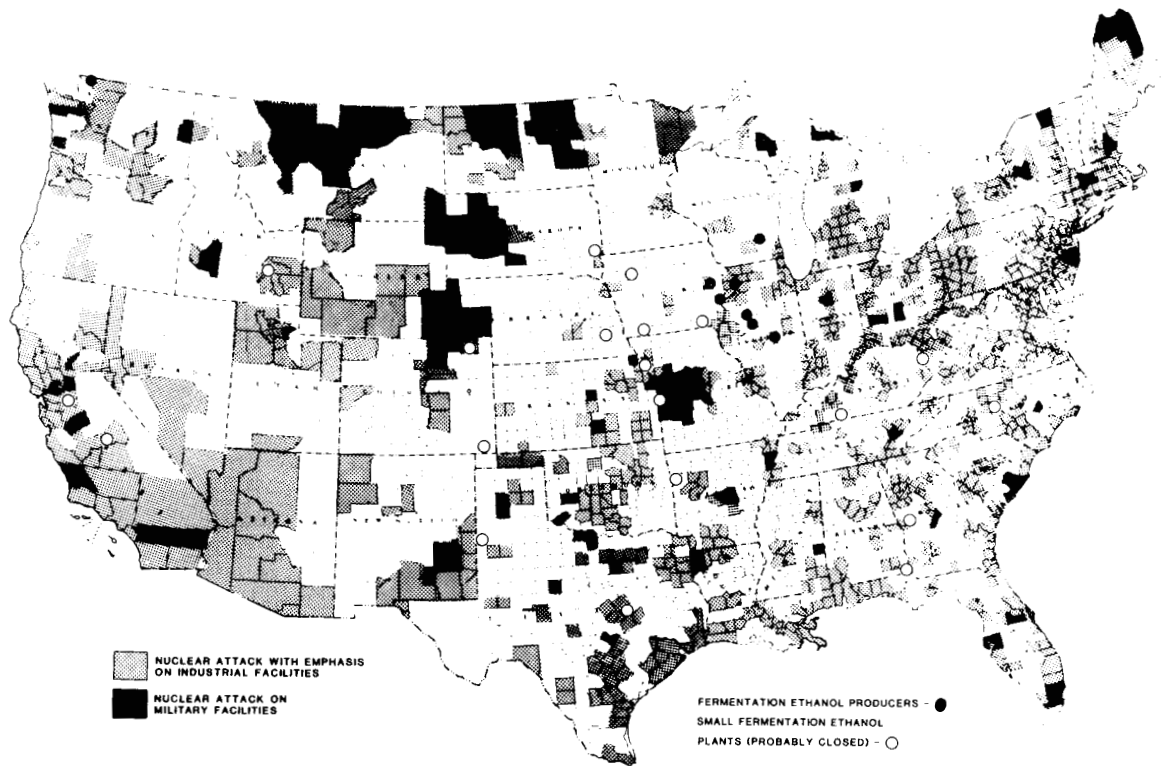 NUCLEAR ATTACK WITH EMPHASIS
ON INDUSTRIAL FACILITIES
NUCLEAR ATTACK ON
MILITARY FACILITIES
FERMENTATION ETHANOL PRODUCERS -
SMALL FERMENTATION ETHANOL
PLANTS (PROBABLY CLOSED) -